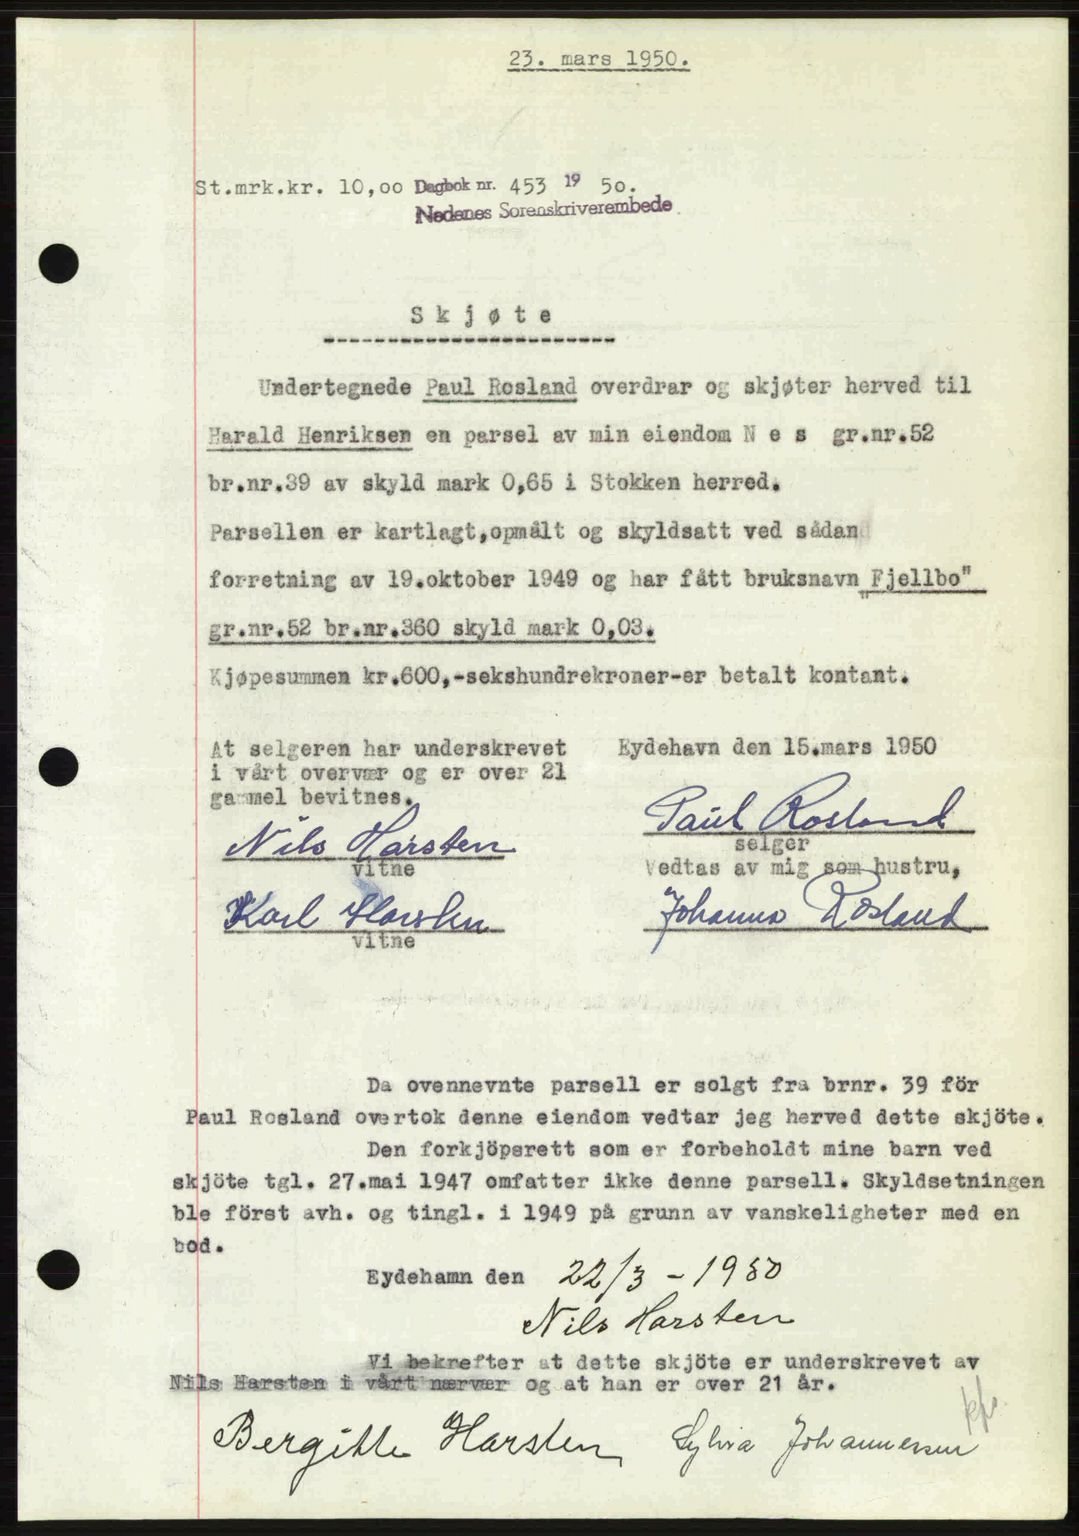 23. mars 1950.
St.mrk.kr. 10,oo Dagbok nr. 453 19 50.
Nedenes Sorenskriverembede
Skjøte
Undertegnede Paul Rosland overdrar og skjøter herved til
Harald Henriksen en parsel av min eiendom N e s gr.nr.52
br.nr.39 av skyld mark 0,65 i Stokken herred.
Parsellen er kartlagt,opmålt og skyldsatt ved sådan
forretning av 19.oktober 1949 og har fått bruksnavn „Fjellbo"
gr.nr.52 br.nr.360 skyld mark 0,03.
Kjøpesummen kr.600,-sekshundrekroner-er betalt kontant.
At selgeren har underskrevet
i vårt overvær og er over 21
gammel bevitnes.
Nils Harsten
vitne
Karl Harsten
vitne
Eydehavn den 15.mars 1950
Paul Rosland
selger
Vedtas av mig som hustru,
Johanna Rosland
Da ovennevnte parsell er solgt fra brnr. 39 för
Paul Rosland overtok denne eiendom vedtar jeg herved dette skjöte.
Den forkjöpsrett som er forbeholdt mine barn ved
skjöte tgl. 27.mai 1947 omfatter ikke denne parsell. Skyldsetningen
ble först avh. og tingl. i 1949 på grunn av vanskeligheter med en
bod.
Eydehamn den 22/3 - 1950
Nils Harsten
Vi bekrefter at dette skjöte er underskrevet av
Nils Harsten i vårt nærvær og at han er over 21 år.
Bergitte Harsten Sylvia Johannessen